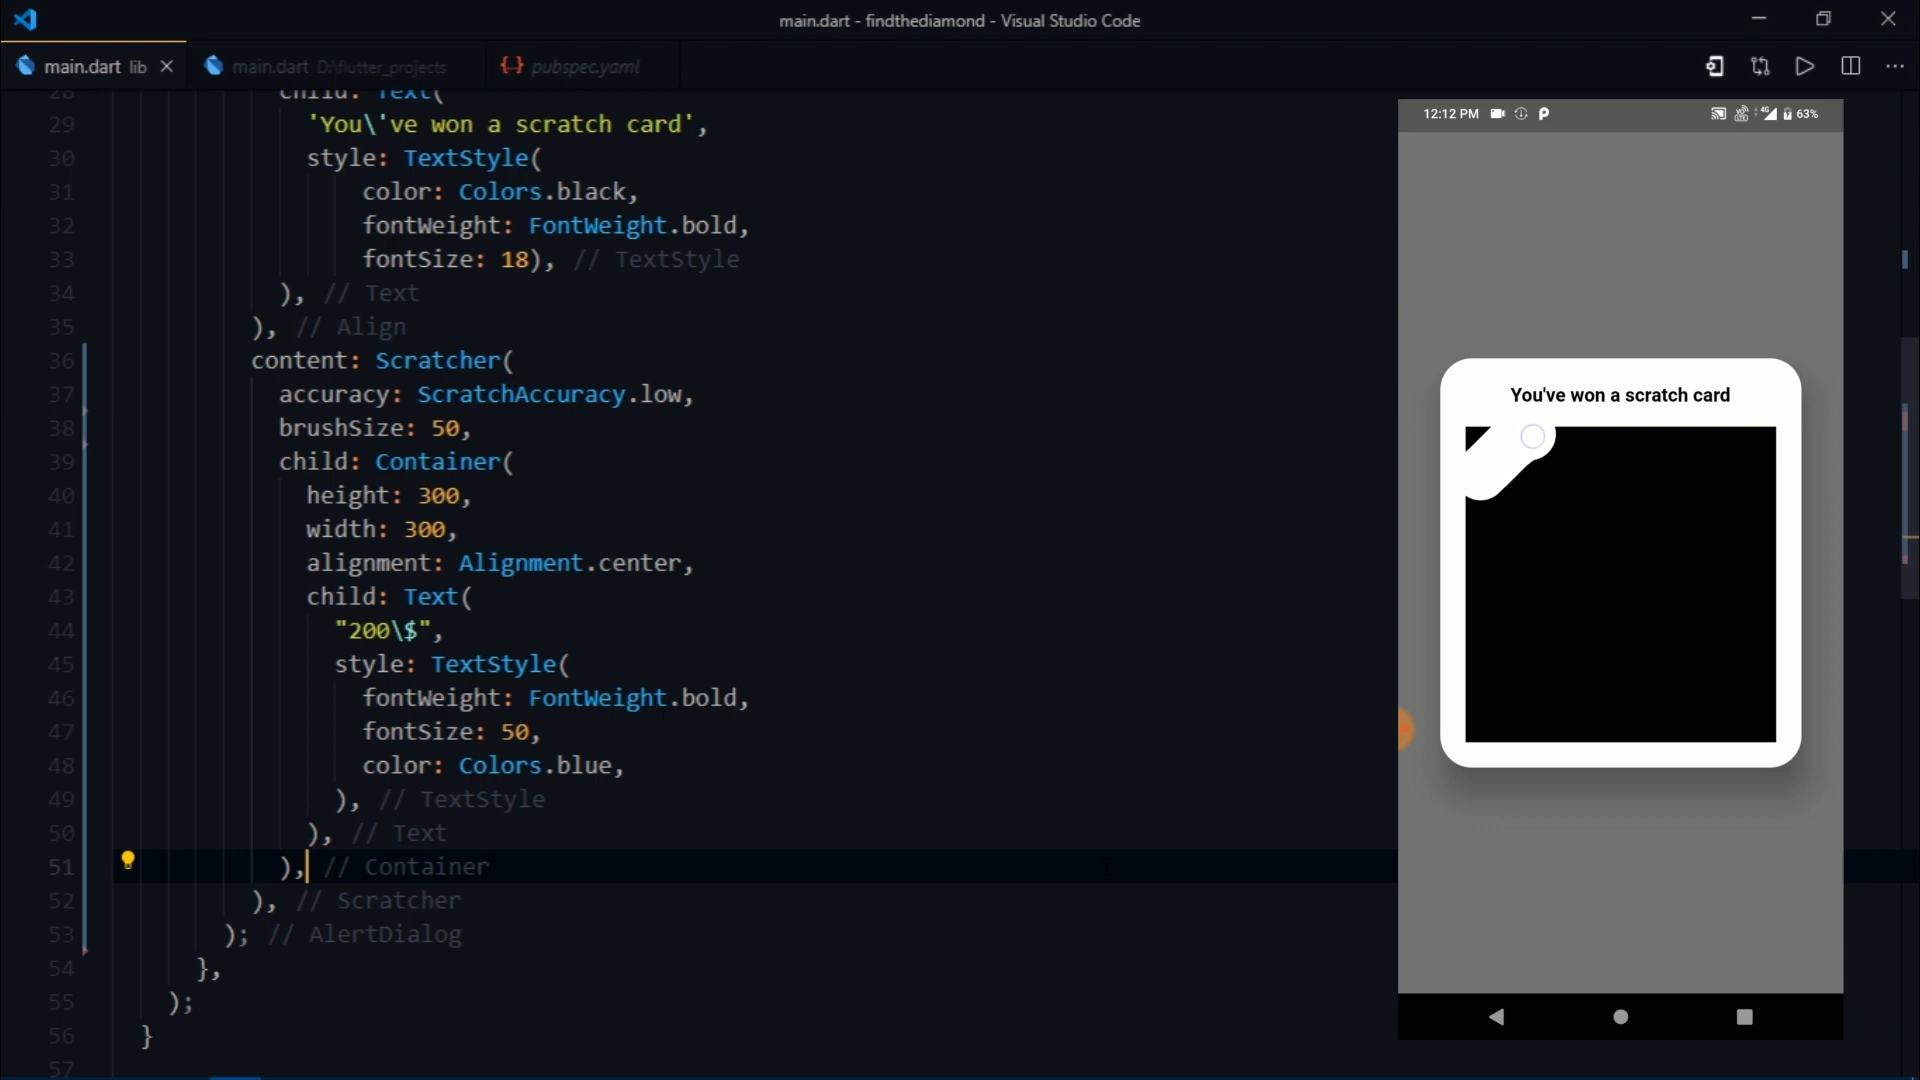 main.dart - findthediamond - Visual Studio Code
main.dart lib
main.dart D:\flutter_projects
{} pubspec.yaml
28 child: Text(
29 'You\'ve won a scratch card',
30 style: TextStyle(
31 color: Colors.black,
32 fontWeight: FontWeight.bold,
33 fontSize: 18), // TextStyle
34 ), // Text
35 ), // Align
36 content: Scratcher(
37 accuracy: ScratchAccuracy.low,
38 brushSize: 50,
39 child: Container(
40 height: 300,
41 width: 300,
42 alignment: Alignment.center,
43 child: Text(
44 "200\$",
45 style: TextStyle(
46 fontWeight: FontWeight.bold,
47 fontSize: 50,
48 color: Colors.blue,
49 ), // TextStyle
50 ), // Text
51 ), // Container
52 ), // Scratcher
53 ); // AlertDialog
54 },
55 );
56 }
57
12:12 PM
4G 63%
You've won a scratch card